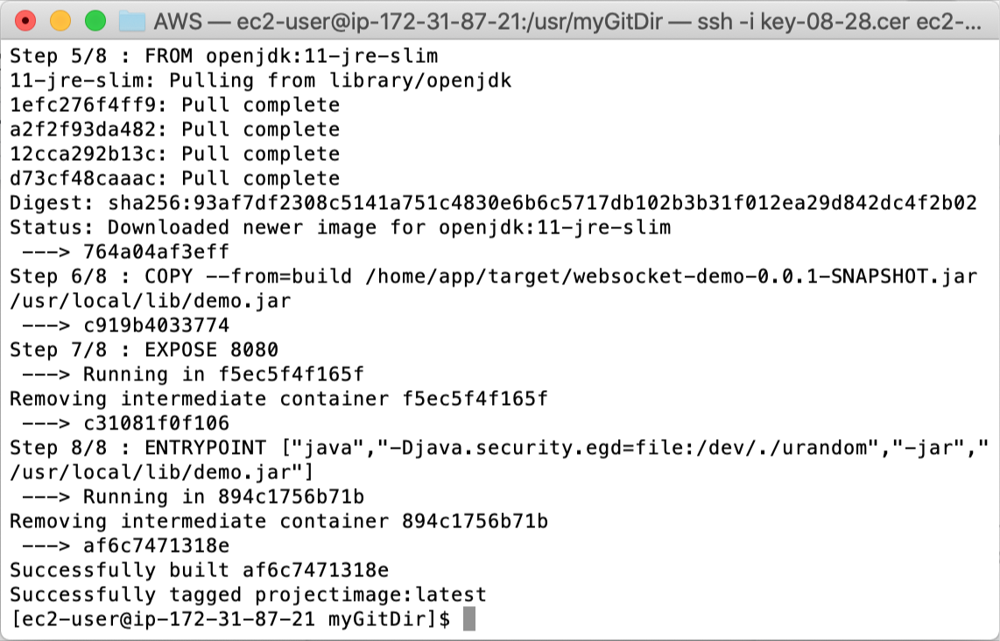 AWS — ec2-user@ip-172-31-87-21:/usr/myGitDir — ssh -i key-08-28.cer ec2-...
Step 5/8 : FROM openjdk:11-jre-slim
11-jre-slim: Pulling from library/openjdk
1efc276f4ff9: Pull complete
a2f2f93da482: Pull complete
12cca292b13c: Pull complete
d73cf48caaac: Pull complete
Digest: sha256:93af7df2308c5141a751c4830e6b6c5717db102b3b31f012ea29d842dc4f2b02
Status: Downloaded newer image for openjdk:11-jre-slim
 ---> 764a04af3eff
Step 6/8 : COPY --from=build /home/app/target/websocket-demo-0.0.1-SNAPSHOT.jar
/usr/local/lib/demo.jar
 ---> c919b4033774
Step 7/8 : EXPOSE 8080
 ---> Running in f5ec5f4f165f
Removing intermediate container f5ec5f4f165f
 ---> c31081f0f106
Step 8/8 : ENTRYPOINT ["java","-Djava.security.egd=file:/dev/./urandom","-jar","
/usr/local/lib/demo.jar"]
 ---> Running in 894c1756b71b
Removing intermediate container 894c1756b71b
 ---> af6c7471318e
Successfully built af6c7471318e
Successfully tagged projectimage:latest
[ec2-user@ip-172-31-87-21 myGitDir]$